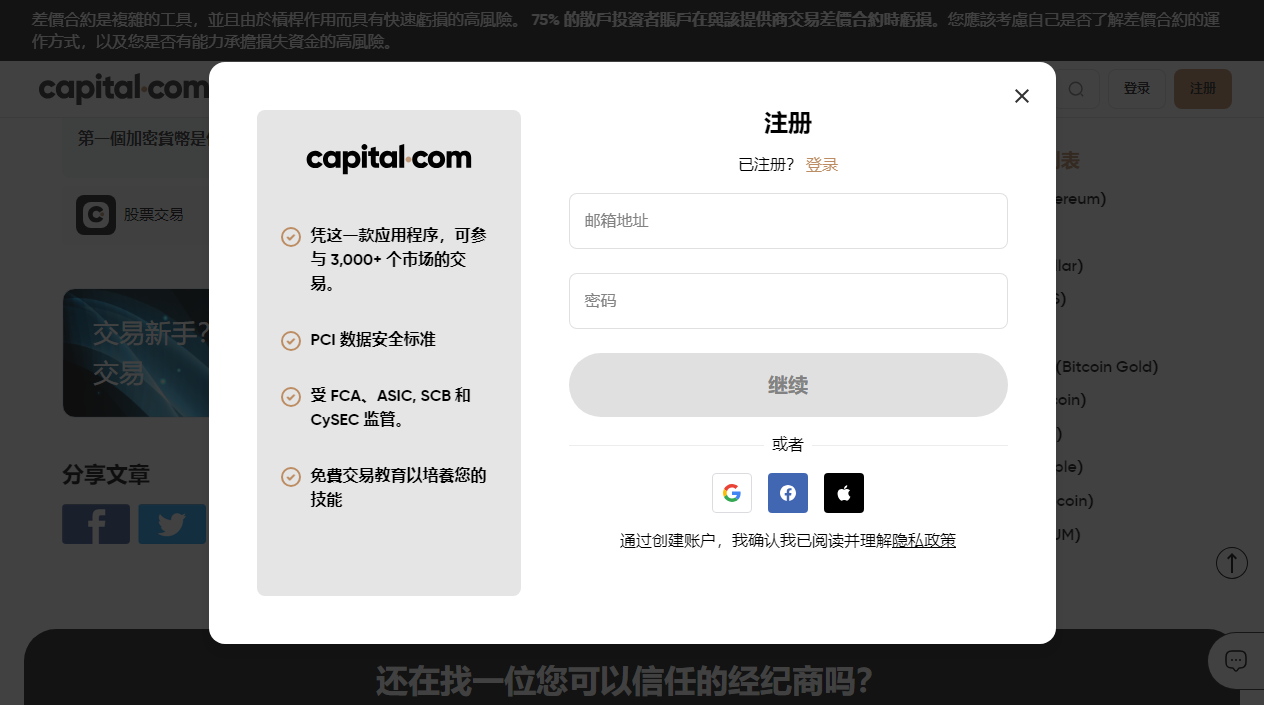 差價合約是複雜的工具，並且由於槓桿作用而具有快速虧損的高風險。 75% 的散戶投資者賬戶在與該提供商交易差價合約時虧損。您應該考慮自己是否了解差價合約的運
作方式，以及您是否有能力承擔損失資金的高風險。
capital.com
登录
注册
第一個加密貨幣是
股票交易
交易新手?
交易
分享文章
表
ereum)
lar)
(Bitcoin Gold)
oin)
)
ple)
coin)
UM)
capital.com
凭这一款应用程序，可参
与 3,000+ 个市场的交
易。
PCI 数据安全标准
受 FCA、ASIC, SCB 和
CySEC 监管。
免費交易教育以培養您的
技能
注册
已注册？ 登录
邮箱地址
密码
继续
或者
通过创建账户，我确认我已阅读并理解隐私政策
还在找一位您可以信任的经纪商吗？